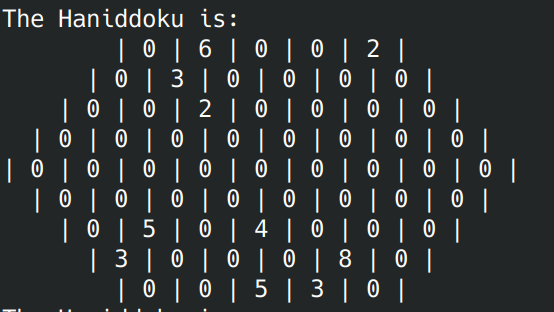 The Haniddoku is:
| 0 | 6 | 0 | 0 | 2 |
| 0 | 3 | 0 | 0 | 0 | 0 |
| 0 | 0 | 2 | 0 | 0 | 0 | 0 |
| 0 | 0 | 0 | 0 | 0 | 0 | 0 | 0 |
| 0 | 0 | 0 | 0 | 0 | 0 | 0 | 0 | 0 |
| 0 | 0 | 0 | 0 | 0 | 0 | 0 | 0 |
| 0 | 5 | 0 | 4 | 0 | 0 | 0 |
| 3 | 0 | 0 | 0 | 8 | 0 |
| 0 | 0 | 5 | 3 | 0 |